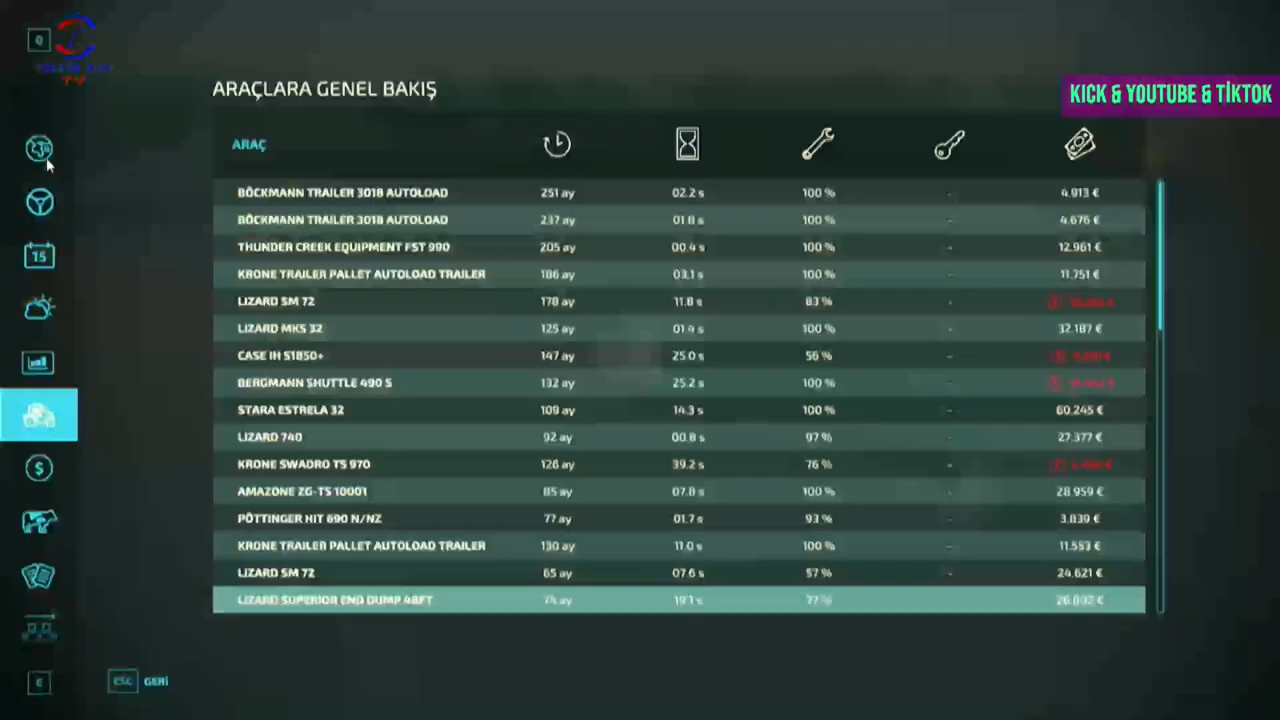 Q
ARAÇLARA GENEL BAKIŞ
KICK & YOUTUBE & TİKTOK
ARAÇ
BÖCKMANN TRAILER 3018 AUTOLOAD 251 ay 02.2 s 100 % - 4.913 €
BÖCKMANN TRAILER 3018 AUTOLOAD 237 ay 01.8 s 100 % - 4.676 €
THUNDER CREEK EQUIPMENT FST 990 205 ay 00.4 s 100 % - 12.961 €
KRONE TRAILER PALLET AUTOLOAD TRAILER 186 ay 03.1 s 100 % - 11.751 €
LIZARD SM 72 178 ay 11.8 s 83 % -
LIZARD MKS 32 125 ay 01.4 s 100 % - 32.187 €
CASE IH S1850+ 147 ay 25.0 s 56 % -
BERGMANN SHUTTLE 490 S 132 ay 25.2 s 100 % -
STARA ESTRELA 32 109 ay 14.3 s 100 % - 60.245 €
LIZARD 740 92 ay 00.8 s 97 % - 27.377 €
KRONE SWADRO TS 970 126 ay 39.2 s 76 % -
AMAZONE ZG-TS 10001 85 ay 07.8 s 100 % - 28.959 €
PÖTTINGER HIT 690 N/NZ 77 ay 01.7 s 93 % - 3.839 €
KRONE TRAILER PALLET AUTOLOAD TRAILER 130 ay 11.0 s 100 % - 11.553 €
LIZARD SM 72 65 ay 07.6 s 57 % - 24.621 €
LIZARD SUPERIOR END DUMP 48FT 74 ay 19.1 s 77 %
15
E
ESC GERİ